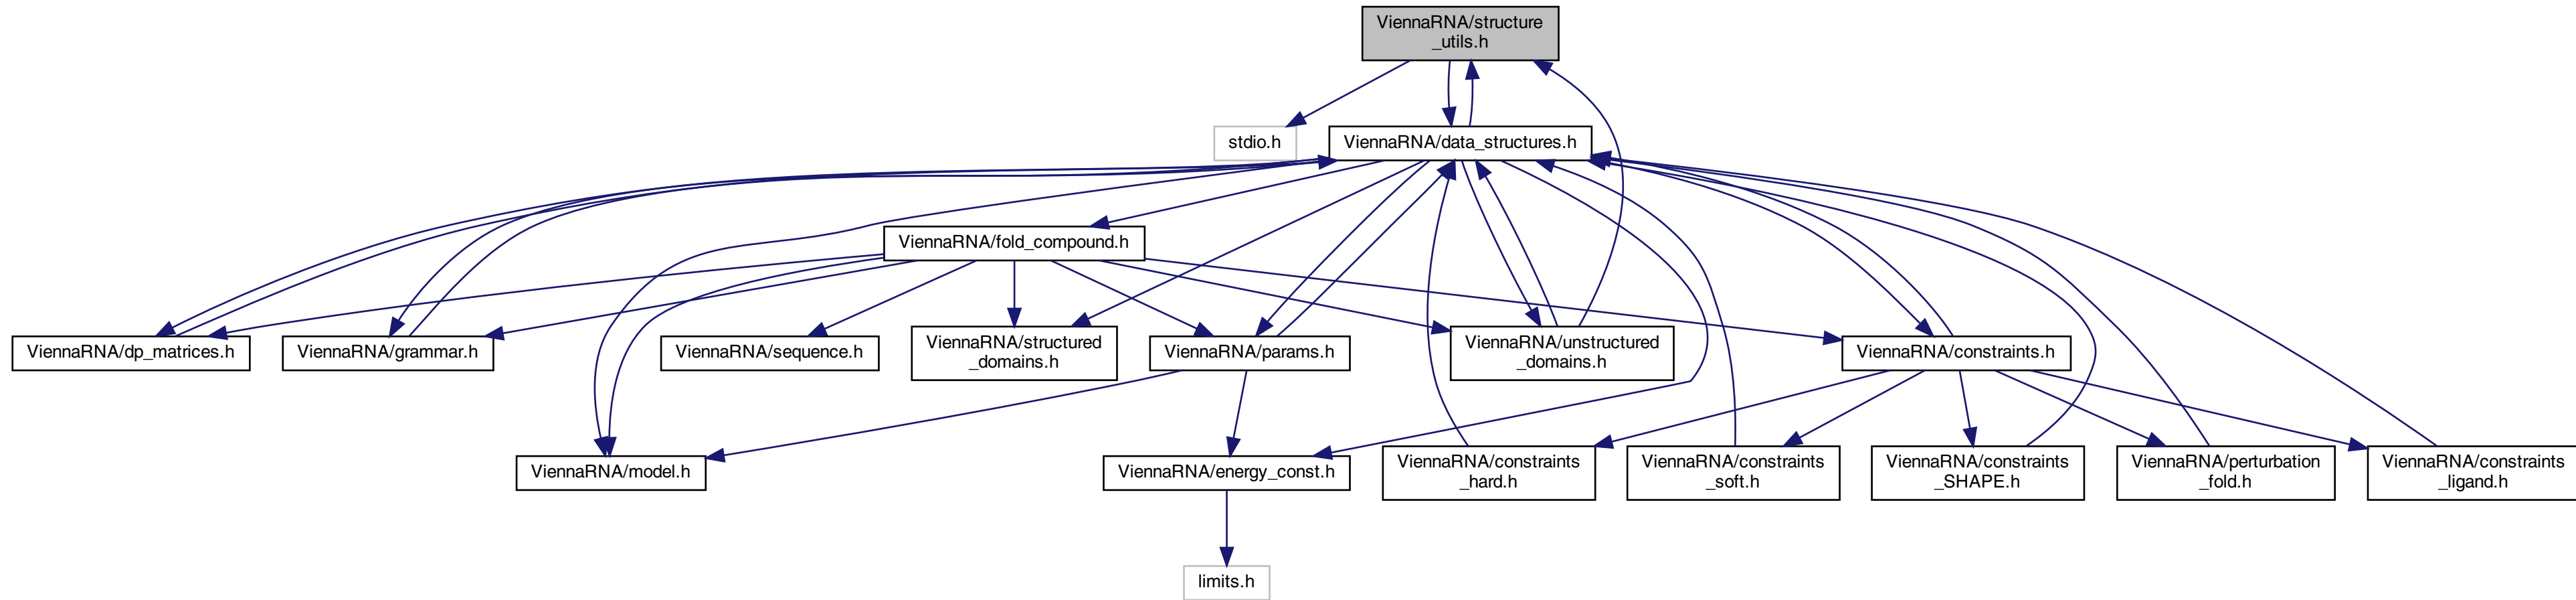 ViennaRNA/structure
_utils.h
stdio.h
ViennaRNA/data_structures.h
ViennaRNA/fold_compound.h
ViennaRNA/dp_matrices.h
ViennaRNA/grammar.h
ViennaRNA/sequence.h
ViennaRNA/structured
_domains.h
ViennaRNA/params.h
ViennaRNA/unstructured
_domains.h
ViennaRNA/constraints.h
ViennaRNA/model.h
ViennaRNA/energy_const.h
ViennaRNA/constraints
_hard.h
ViennaRNA/constraints
_soft.h
ViennaRNA/constraints
_SHAPE.h
ViennaRNA/perturbation
_fold.h
ViennaRNA/constraints
_ligand.h
limits.h